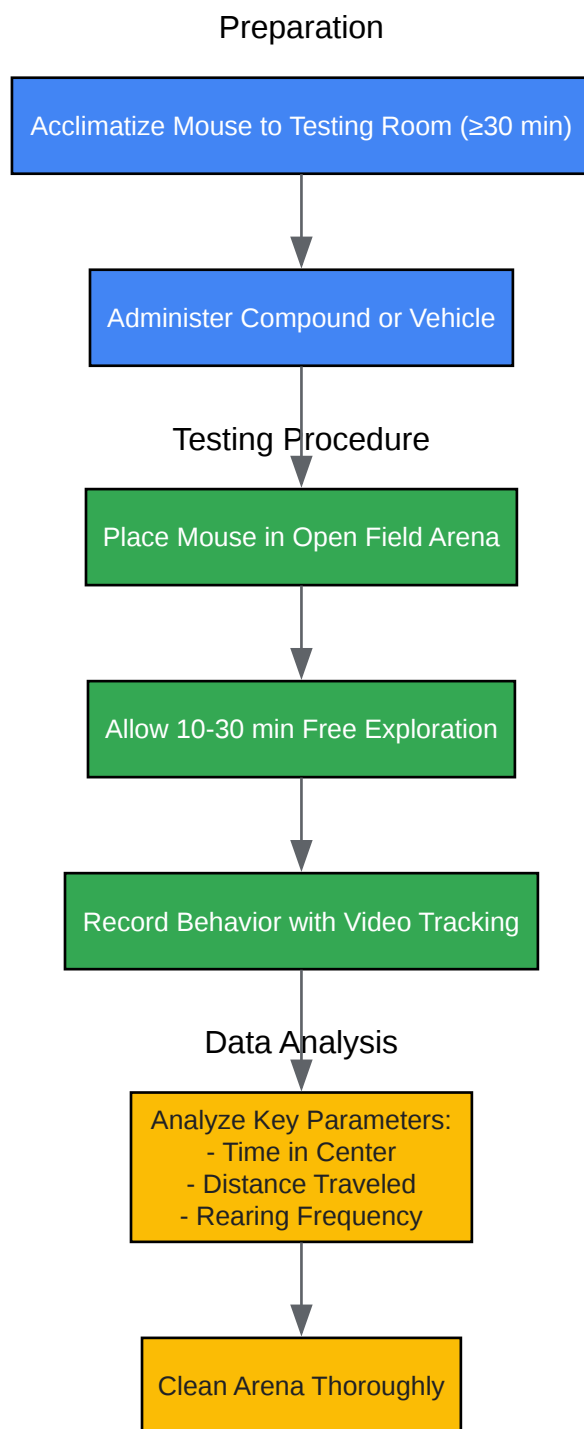 Preparation
Acclimatize Mouse to Testing Room (≥30 min)
Administer Compound or Vehicle
Testing Procedure
Place Mouse in Open Field Arena
Allow 10-30 min Free Exploration
Record Behavior with Video Tracking
Data Analysis
Analyze Key Parameters:
- Time in Center
- Distance Traveled
- Rearing Frequency
Clean Arena Thoroughly